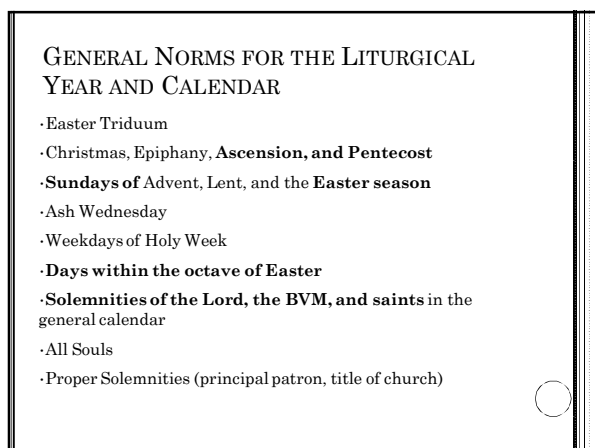 General Norms for the Liturgical
Year and Calendar
·Easter Triduum
·Christmas, Epiphany, Ascension, and Pentecost
·Sundays of Advent, Lent, and the Easter season
·Ash Wednesday
·Weekdays of Holy Week
·Days within the octave of Easter
·Solemnities of the Lord, the BVM, and saints in the
general calendar
·All Souls
·Proper Solemnities (principal patron, title of church)